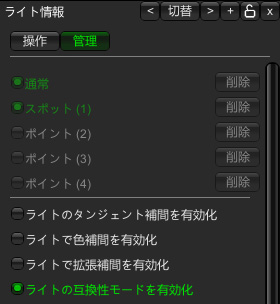 ライト情報 < 切替 > + x
操作 管理
通常 削除
スポット (1) 削除
ポイント (2) 削除
ポイント (3) 削除
ポイント (4) 削除
ライトのタンジェント補間を有効化
ライトで色補間を有効化
ライトで拡張補間を有効化
ライトの互換性モードを有効化